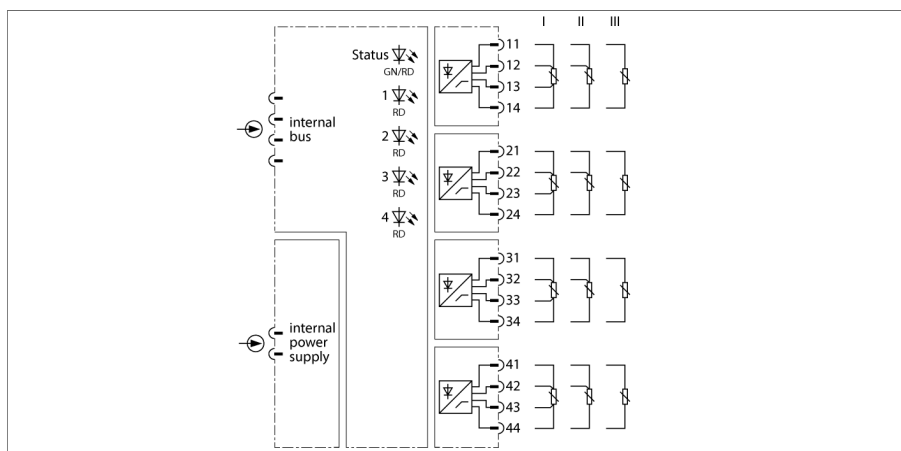 I II III
Status
GN/RD
1
RD
2
RD
3
RD
4
RD
internal
bus
internal
power
supply
11
12
13
14
21
22
23
24
31
32
33
34
41
42
43
44